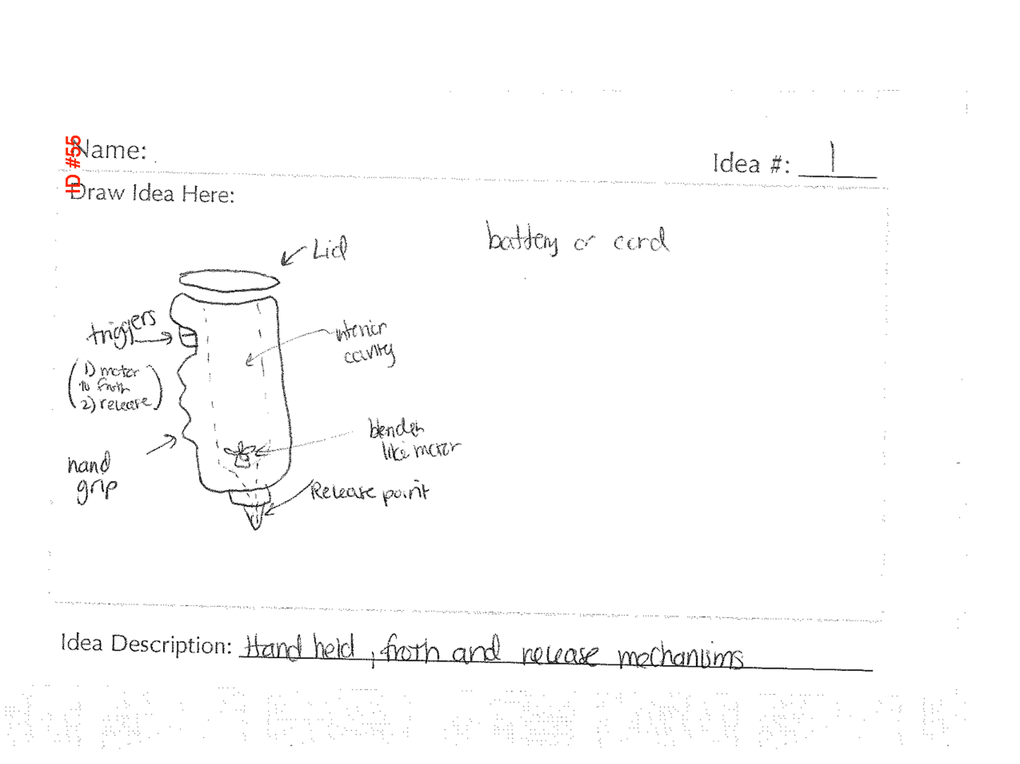 ID #55
Name:
Idea #: 1
Draw Idea Here:
battery or cord
Lid
triggers
1) motor
to froth
2) release
interior
cavity
blender
like motor
hand
grip
Release point
Idea Description: Hand held, froth and release mechanisms